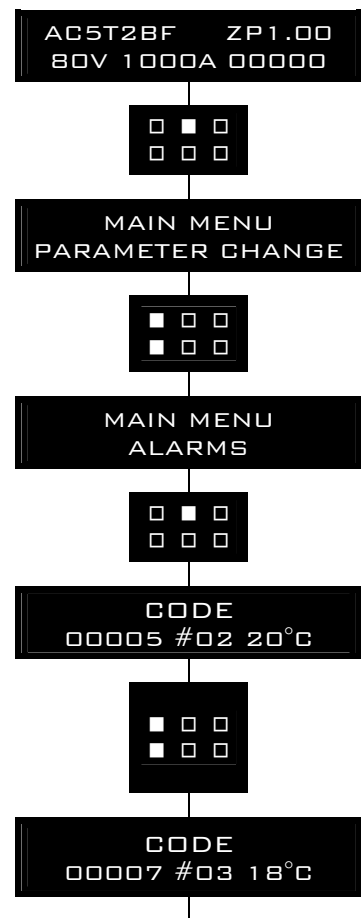 AC5T2BF ZP1.00
80V 1000A 00000
MAIN MENU
PARAMETER CHANGE
MAIN MENU
ALARMS
CODE
00005 #02 20°C
CODE
00007 #03 18°C